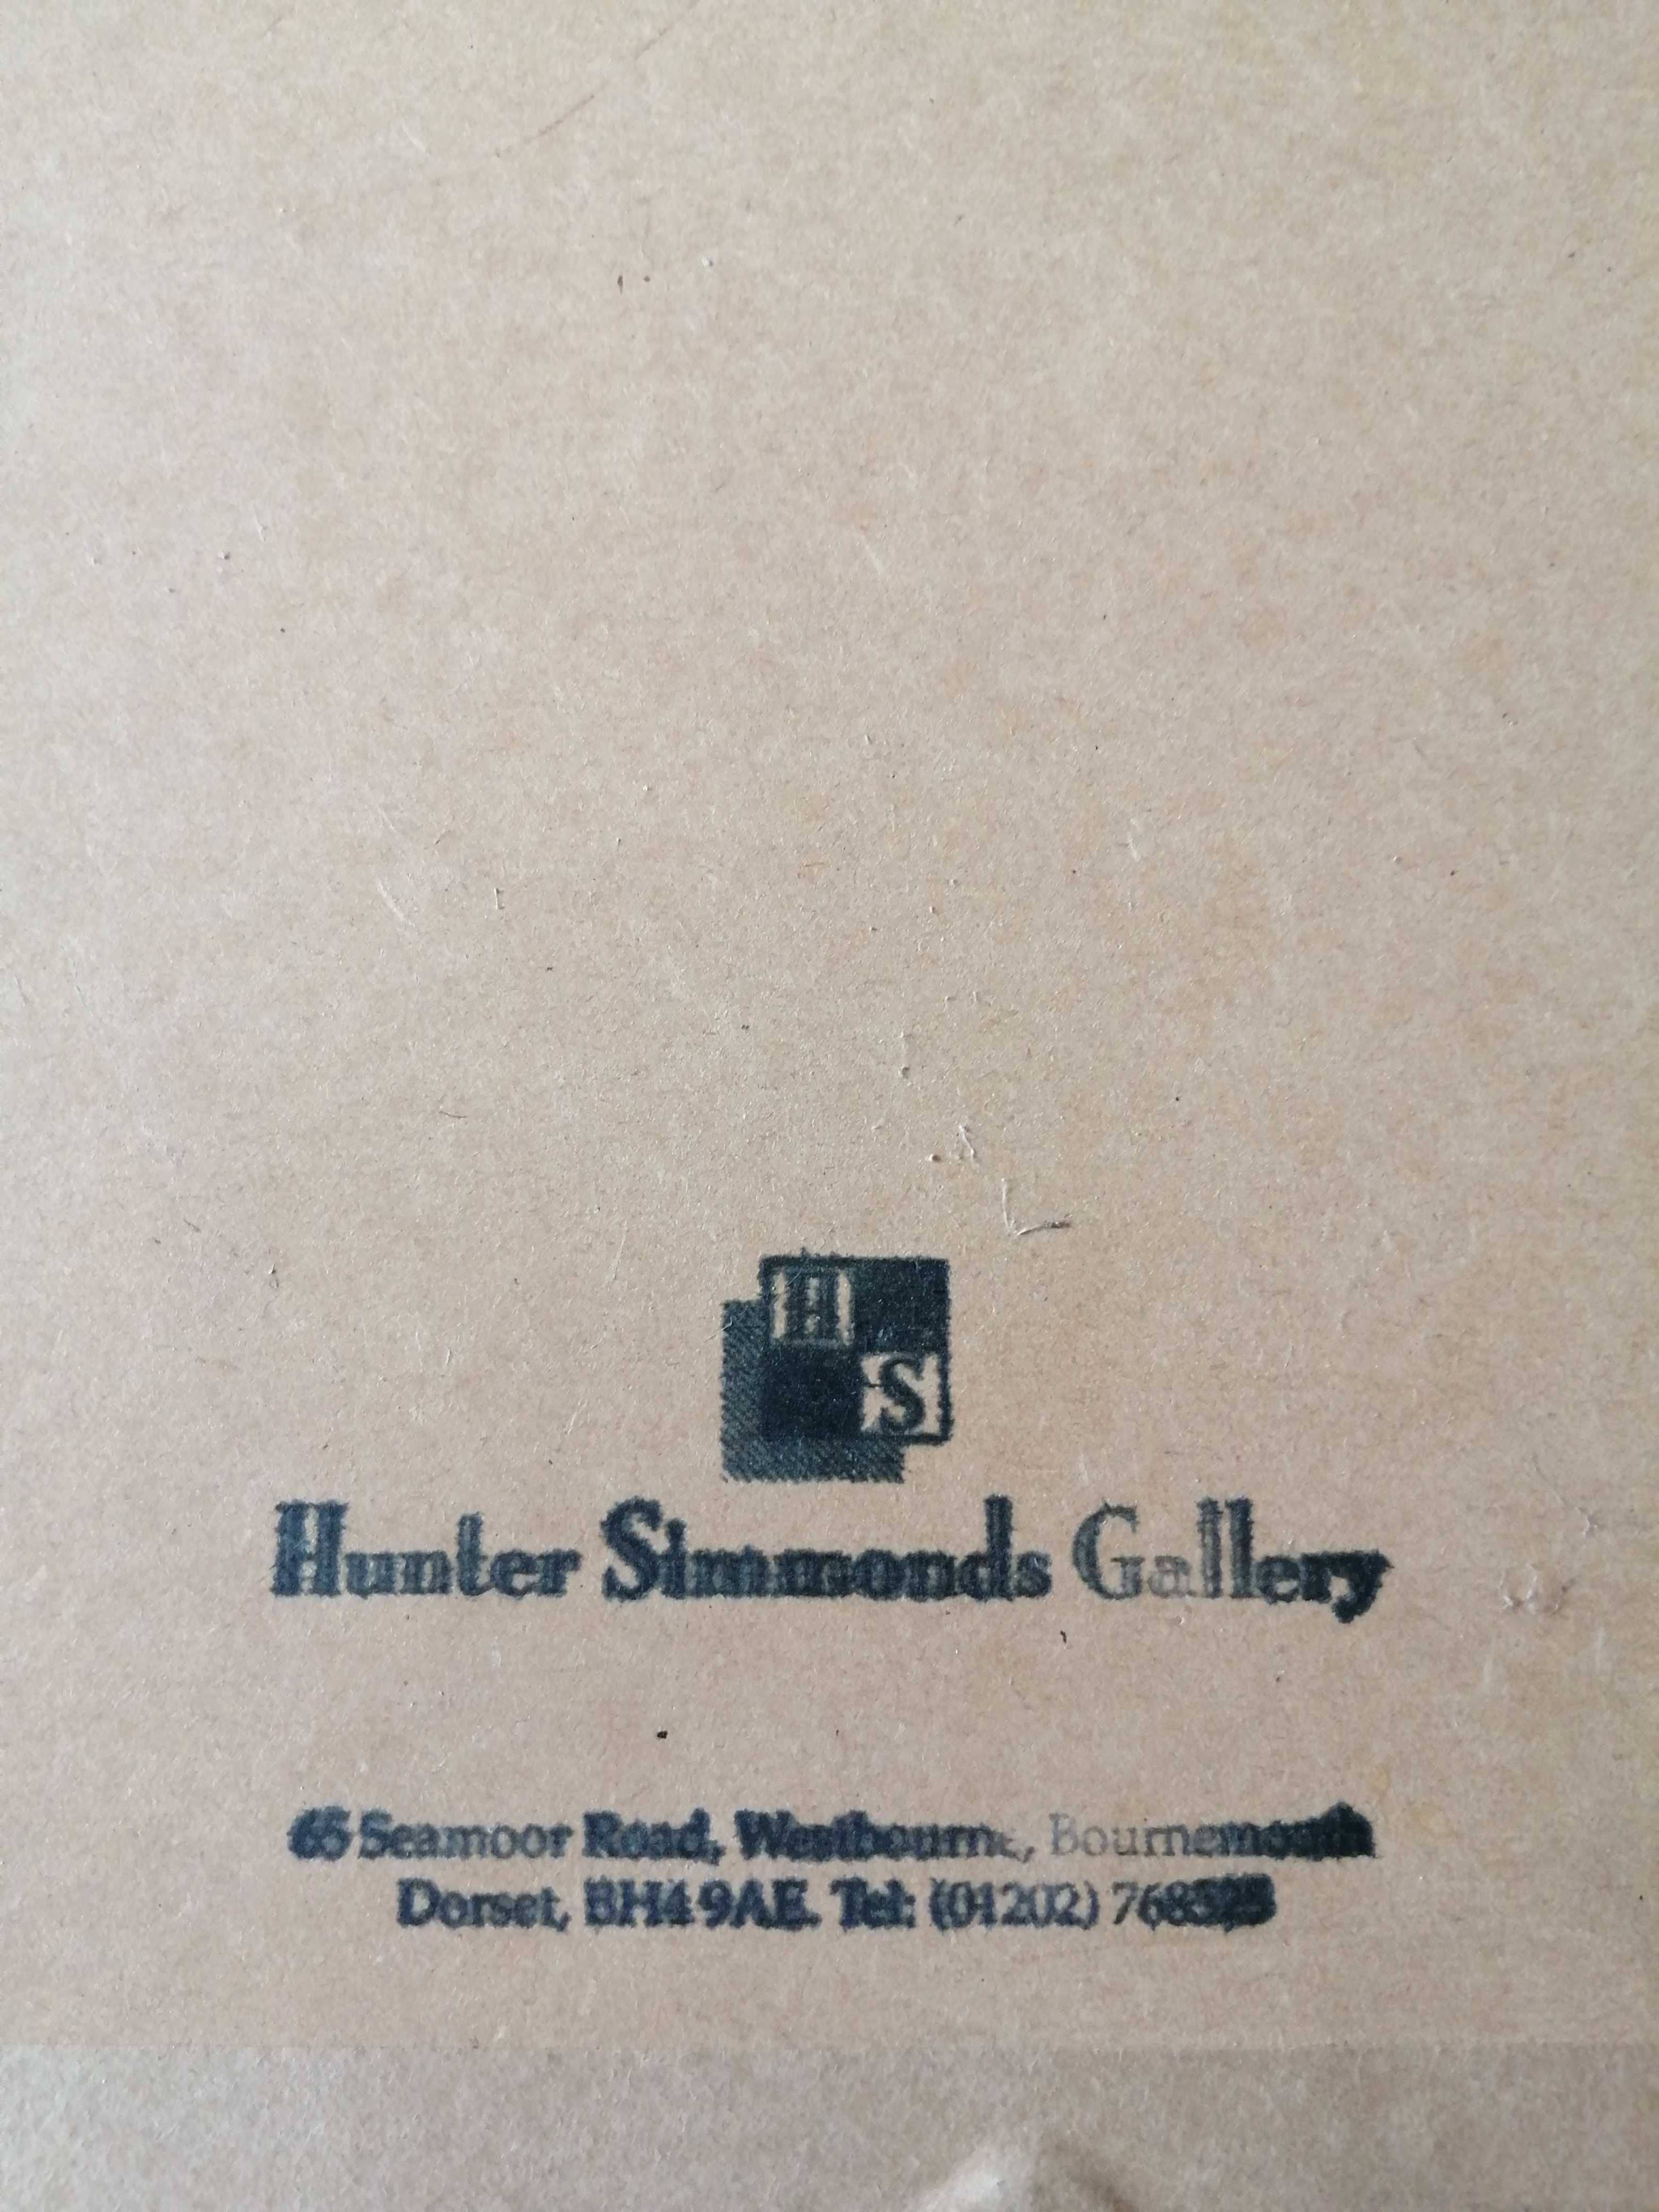 H
S
Hunter Simmonds Gallery
65 Seamoor Road, Westbourne, Bournemouth
Dorset, BH4 9AE. Tel: (01202)